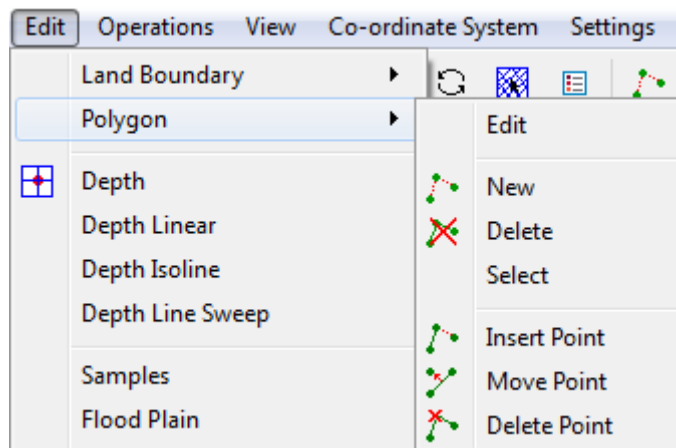 Edit Operations View Co-ordinate System Settings
Land Boundary
Polygon
Depth
Depth Linear
Depth Isoline
Depth Line Sweep
Samples
Flood Plain
Edit
New
Delete
Select
Insert Point
Move Point
Delete Point